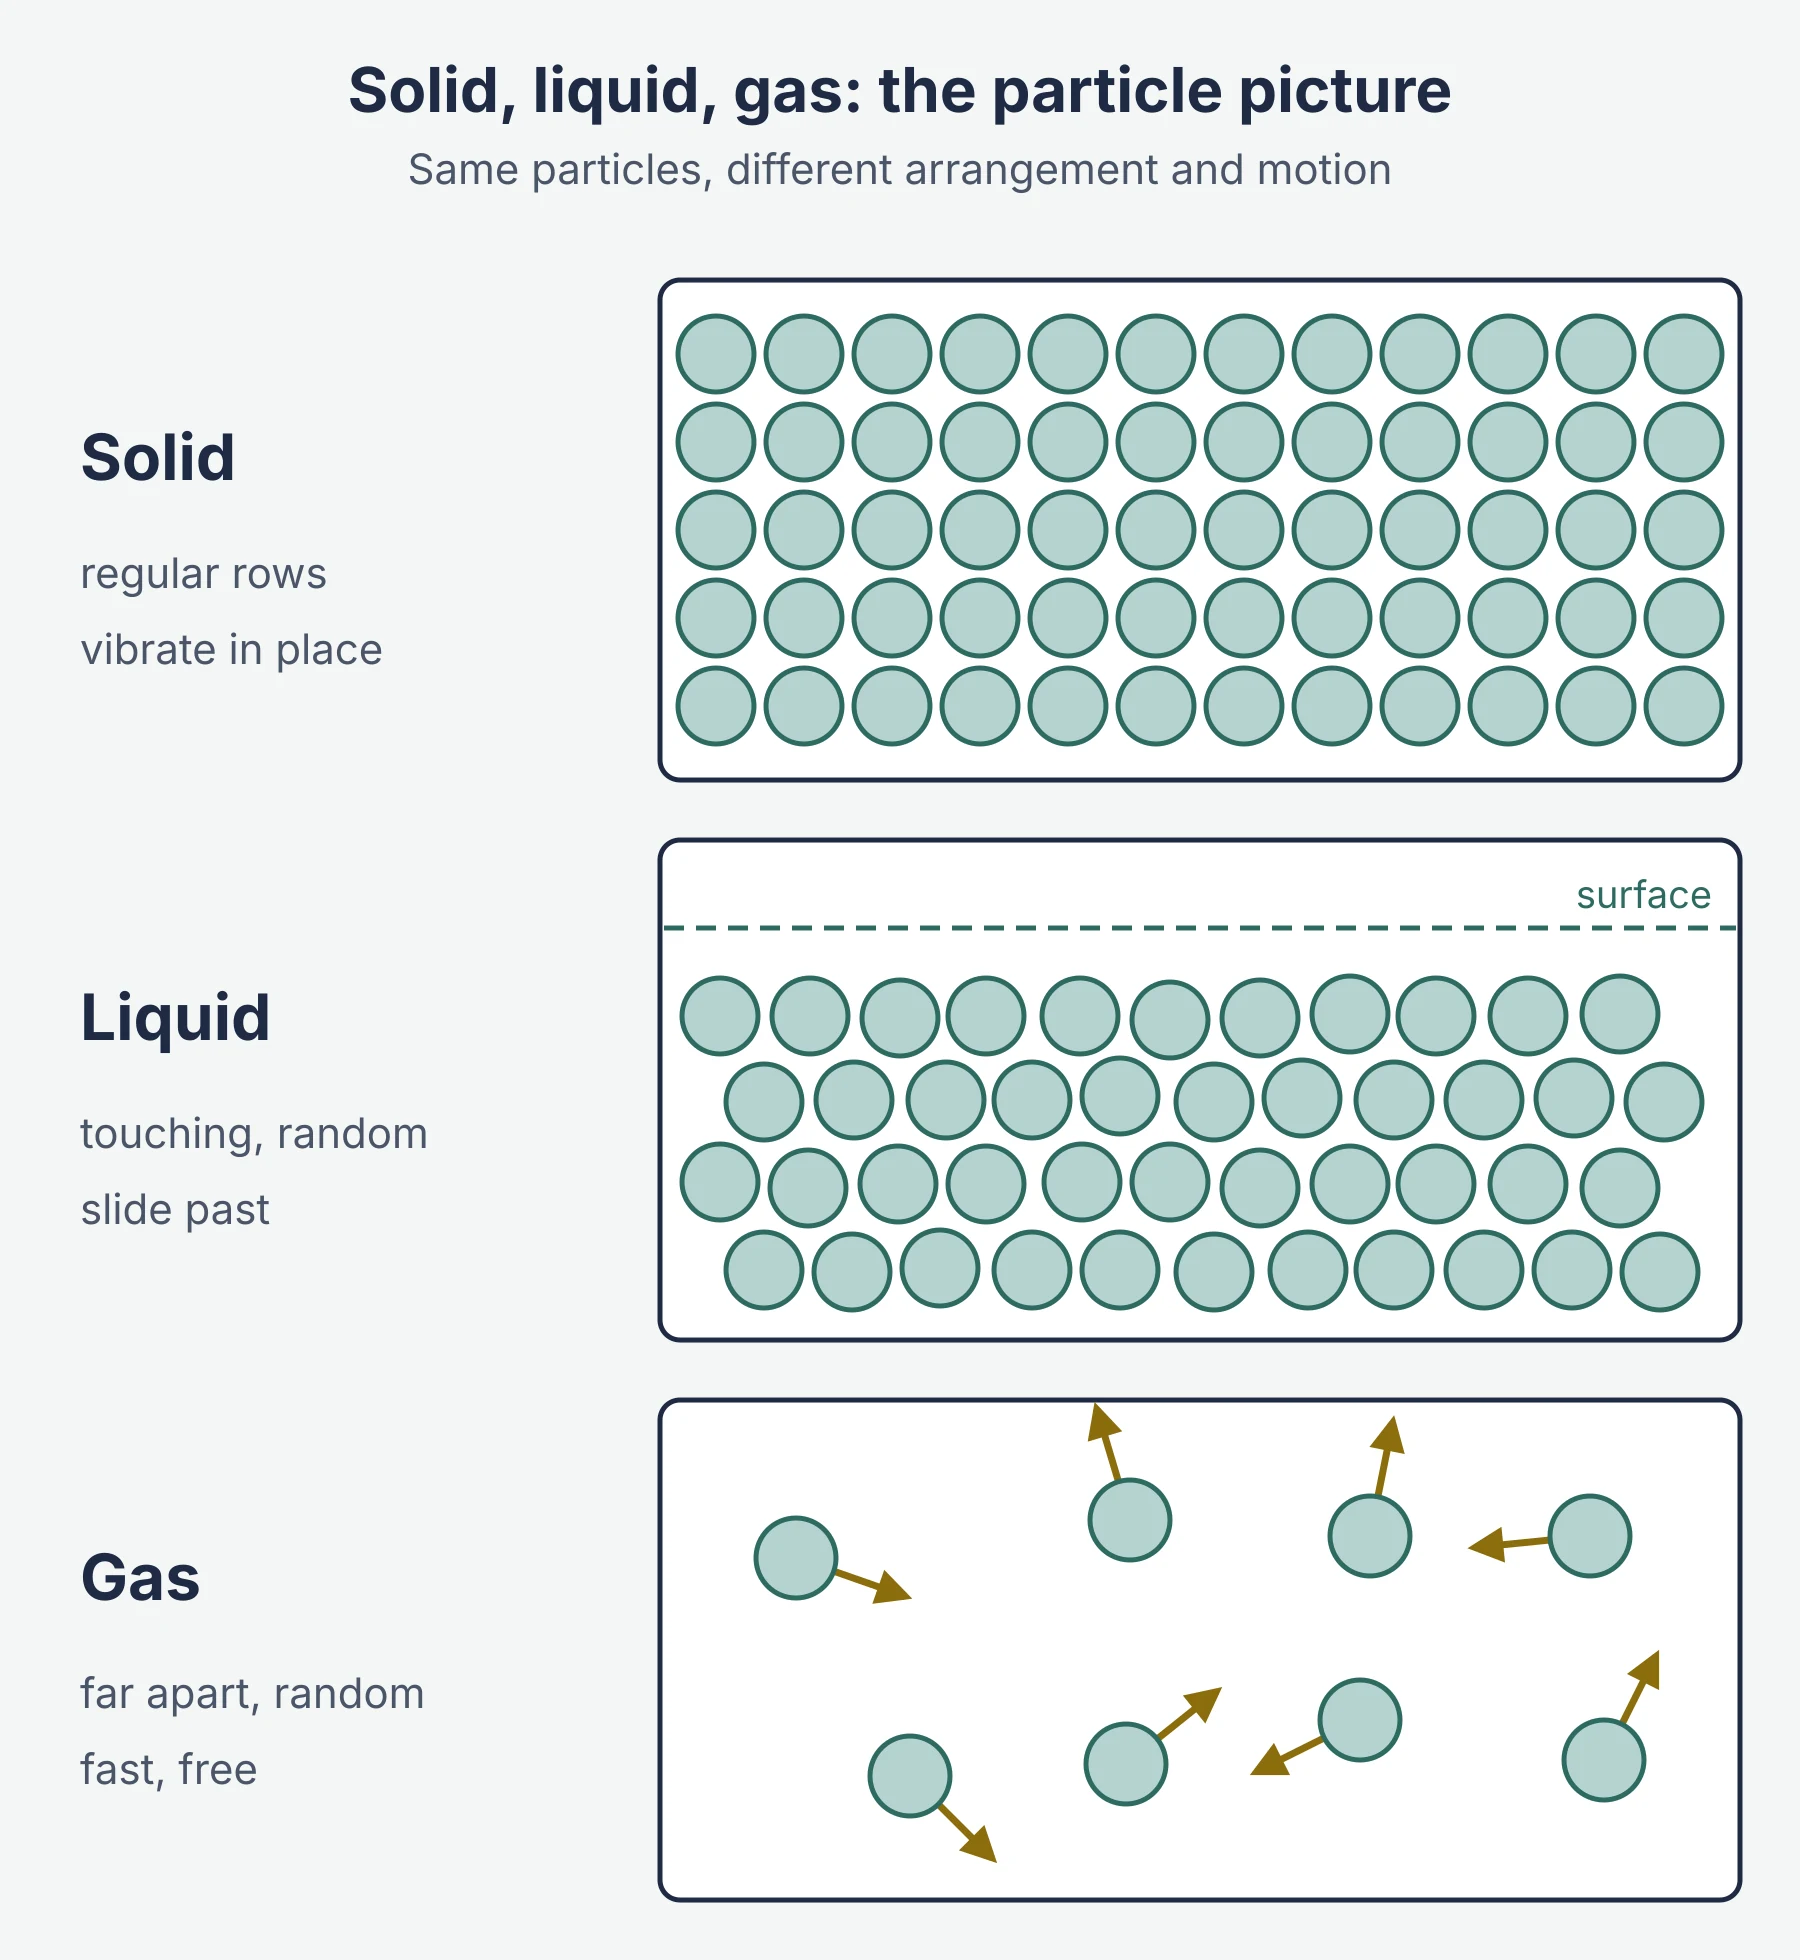 Solid, liquid, gas: the particle picture
Same particles, different arrangement and motion
Solid
regular rows
vibrate in place
surface
Liquid
touching, random
slide past
Gas
far apart, random
fast, free